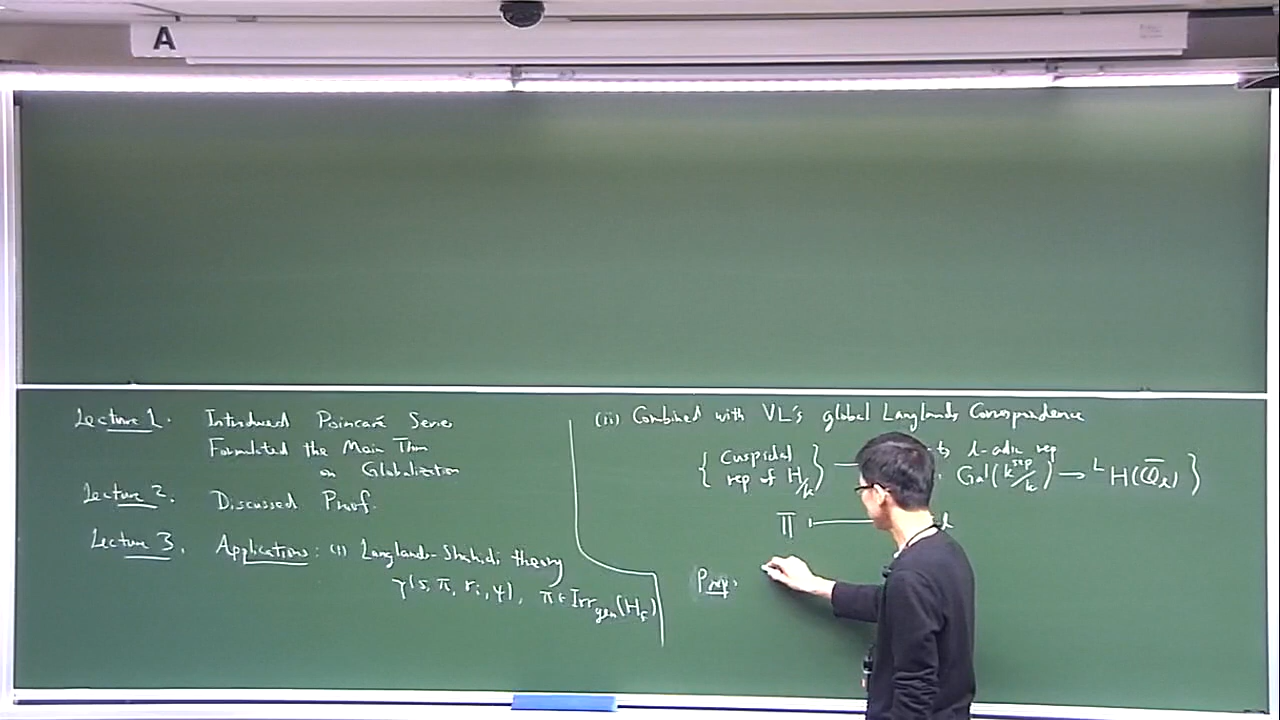 A
Lecture 1. Introduced Poincaré Series
Formulated the Main Thm
on Globalization
Lecture 2. Discussed Proof.
Lecture 3. Applications: (i) Langlands-Shahidi theory
γ(s, π, r_i, ψ), π ∈ Irr_gen(H_F)
(ii) Combined with VL's global Langlands Correspondence
{ Cuspidal rep of H/k } — l-adic rep Gal(k^sep/k) → ^L H(Q̄_l) }
Π ⟼
Prop: